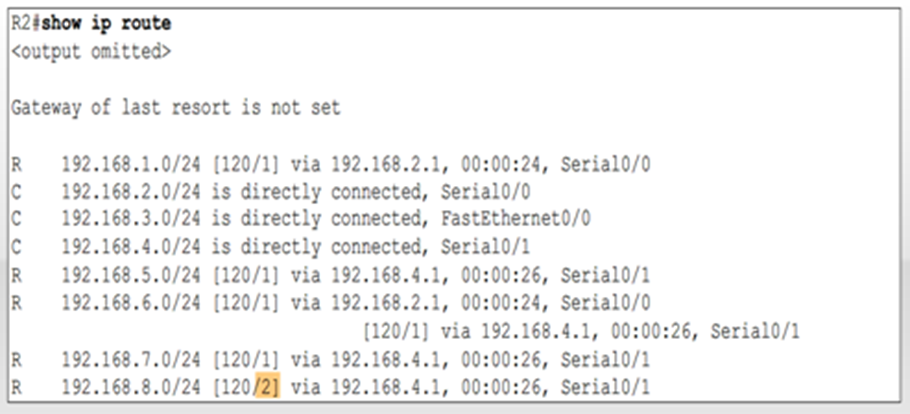 R2#show ip route
<output omitted>
Gateway of last resort is not set
R 192.168.1.0/24 [120/1] via 192.168.2.1, 00:00:24, Serial0/0
C 192.168.2.0/24 is directly connected, Serial0/0
C 192.168.3.0/24 is directly connected, FastEthernet0/0
C 192.168.4.0/24 is directly connected, Serial0/1
R 192.168.5.0/24 [120/1] via 192.168.4.1, 00:00:26, Serial0/1
R 192.168.6.0/24 [120/1] via 192.168.2.1, 00:00:24, Serial0/0
[120/1] via 192.168.4.1, 00:00:26, Serial0/1
R 192.168.7.0/24 [120/1] via 192.168.4.1, 00:00:26, Serial0/1
R 192.168.8.0/24 [120/2] via 192.168.4.1, 00:00:26, Serial0/1